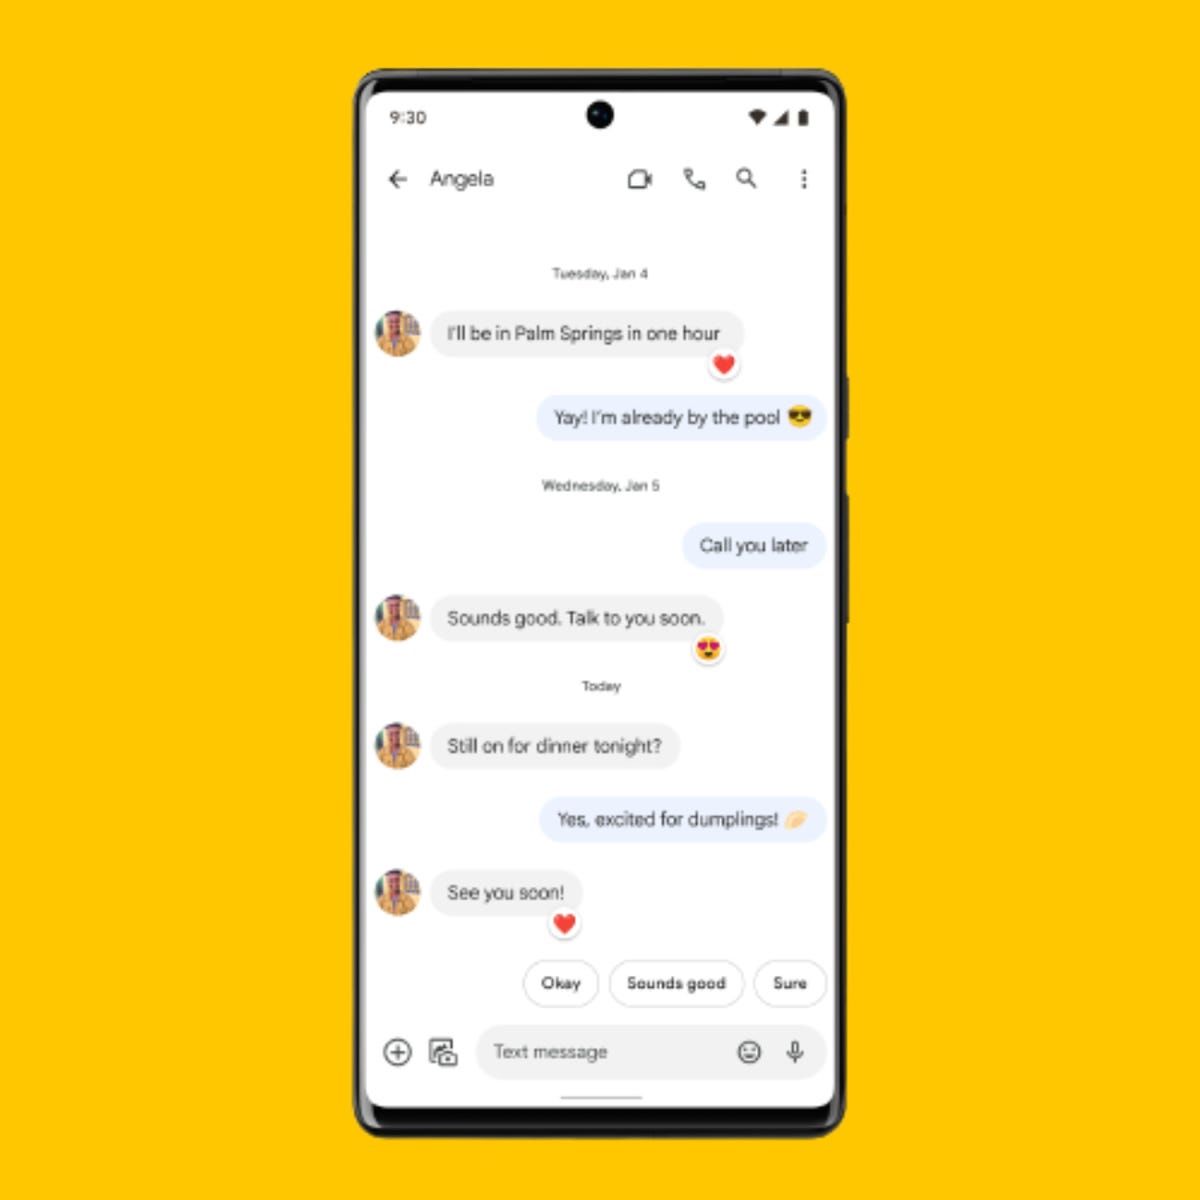 9:30
Angela
Tuesday, Jan 4
I'll be in Palm Springs in one hour
Yay! I'm already by the pool 😎
Wednesday, Jan 5
Call you later
Sounds good. Talk to you soon.
Today
Still on for dinner tonight?
Yes, excited for dumplings! 🥟
See you soon!
Okay Sounds good Sure
Text message